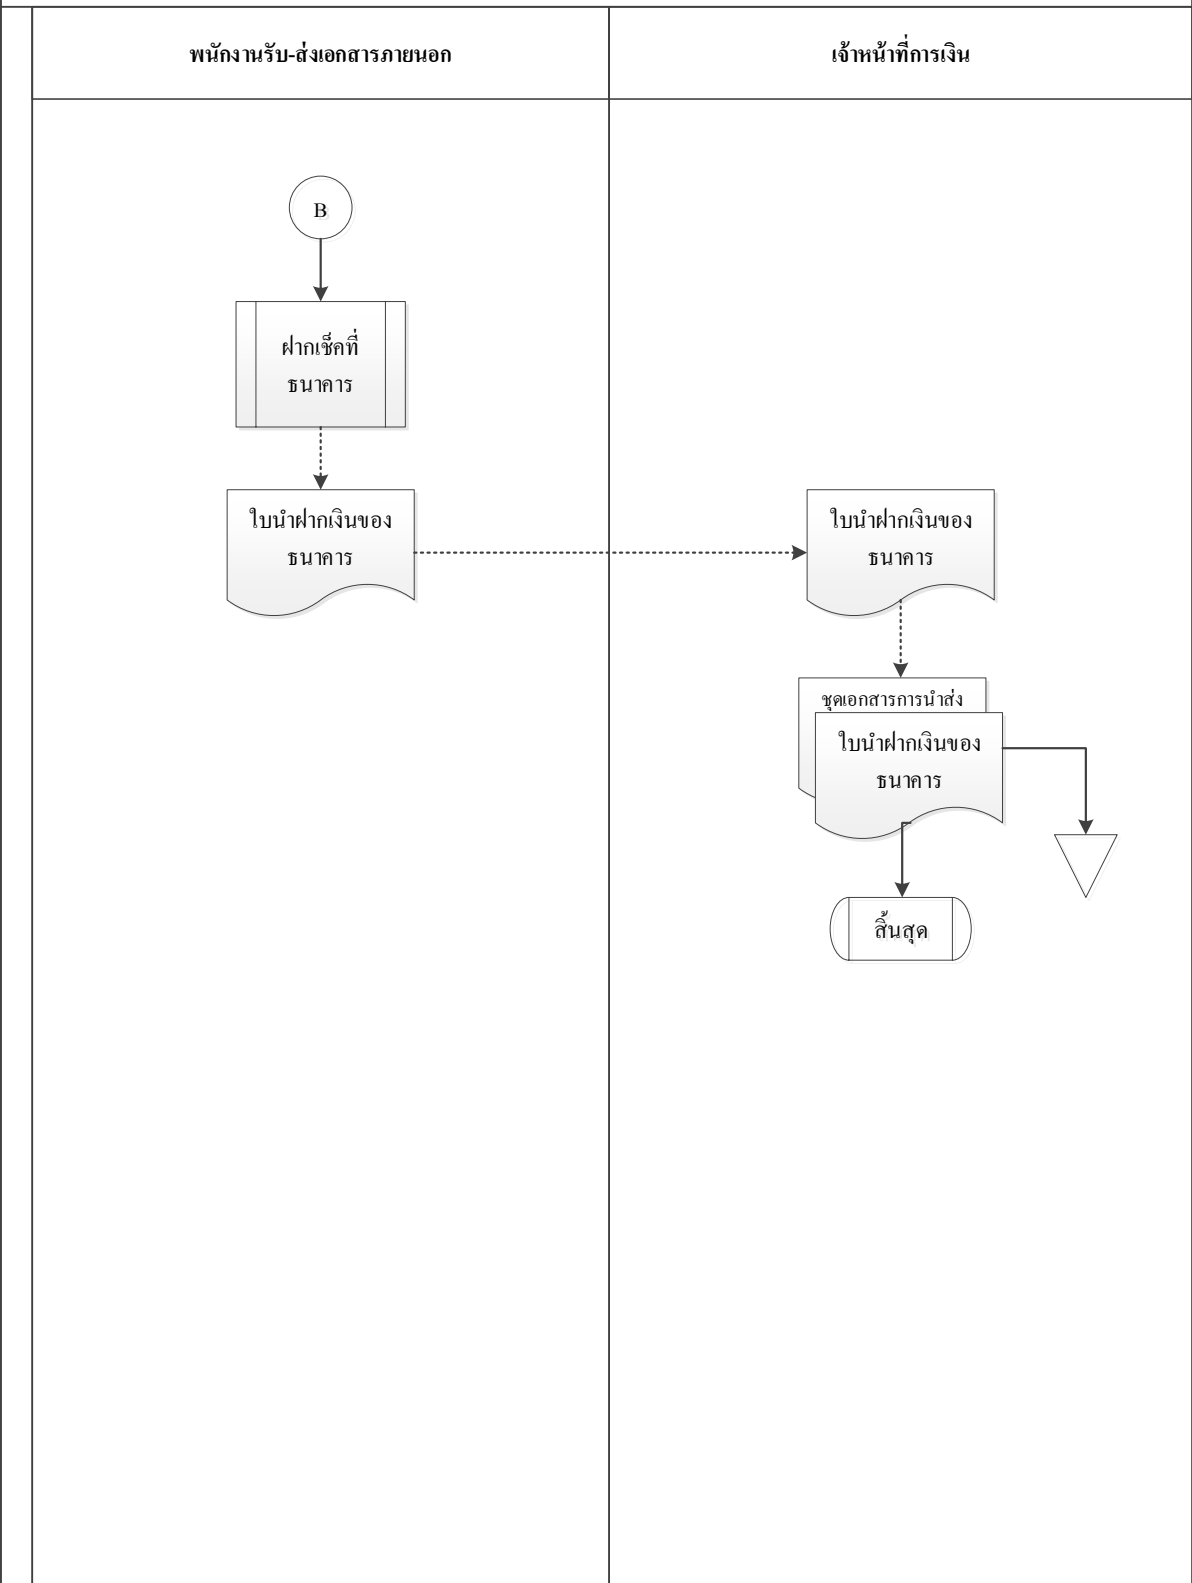 พนักงานรับ-ส่งเอกสารภายนอก
เจ้าหน้าที่การเงิน
B
ฝากเช็คที่
ธนาคาร
ใบนำฝากเงินของ
ธนาคาร
ใบนำฝากเงินของ
ธนาคาร
ชุดเอกสารการนำส่ง
ใบนำฝากเงินของ
ธนาคาร
สิ้นสุด